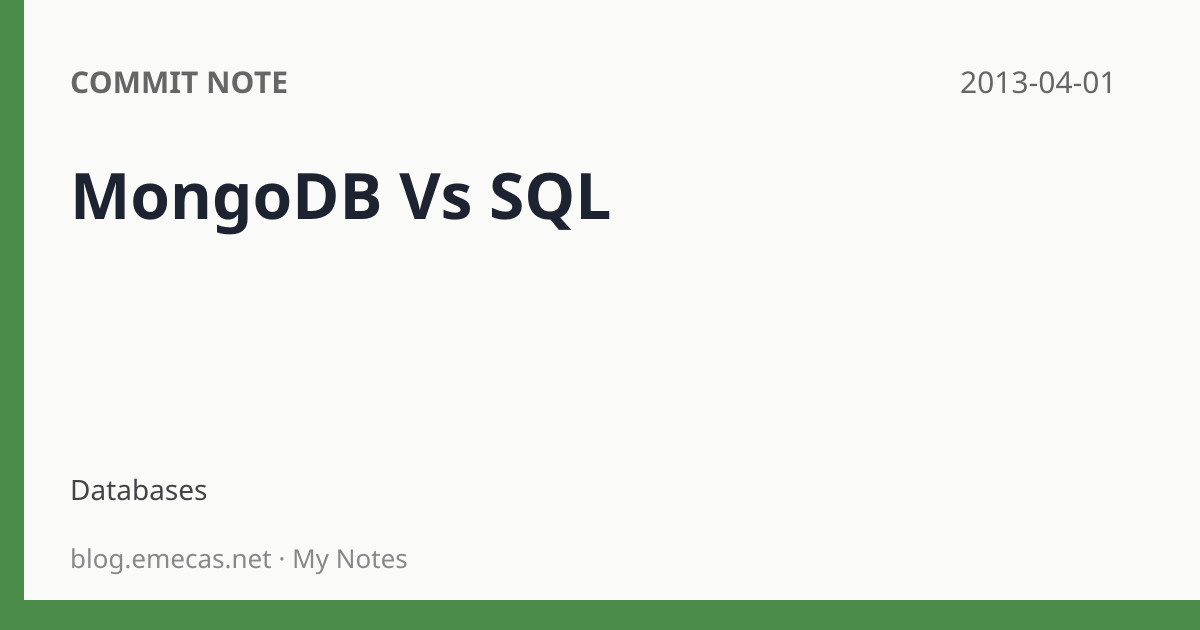 COMMIT NOTE
2013-04-01
MongoDB Vs SQL
Databases
blog.emecas.net · My Notes